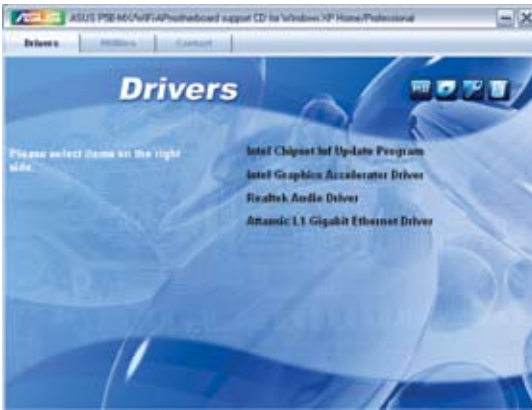 ASUS
ASUS P5B-MX/WiFi-AP motherboard support CD for Windows XP Home/Professional
Drivers
Utilities
Contact
Drivers
Please select items on the right
side.
Intel Chipset Inf Update Program
Intel Graphics Accelerator Driver
Realtek Audio Driver
Attansic L1 Gigabit Ethernet Driver